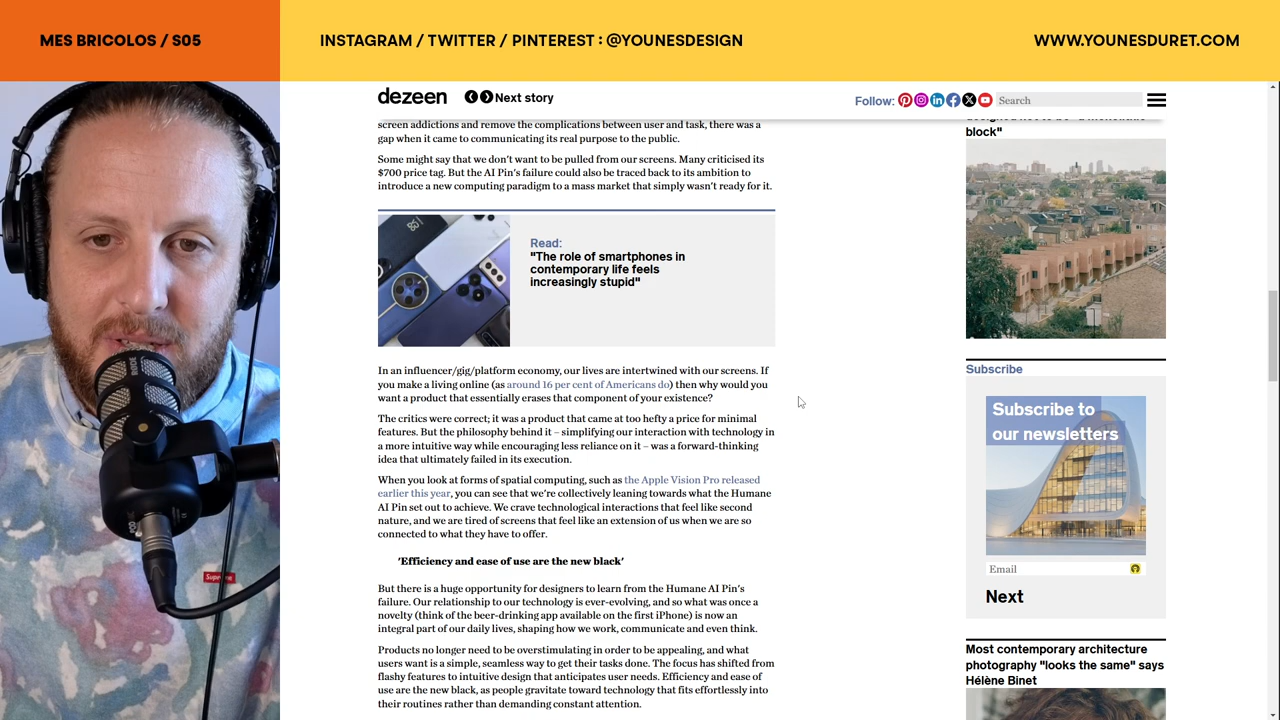 MES BRICOLOS / S05
INSTAGRAM / TWITTER / PINTEREST : @YOUNESDESIGN
WWW.YOUNESDURET.COM
dezeen
Next story
Follow:
Search
screen addictions and remove the complications between user and task, there was a
gap when it came to communicating its real purpose to the public.
Some might say that we don't want to be pulled from our screens. Many criticised its
$700 price tag. But the AI Pin's failure could also be traced back to its ambition to
introduce a new computing paradigm to a mass market that simply wasn't ready for it.
Read:
"The role of smartphones in
contemporary life feels
increasingly stupid"
In an influencer/gig/platform economy, our lives are intertwined with our screens. If
you make a living online (as around 16 per cent of Americans do) then why would you
want a product that essentially erases that component of your existence?
The critics were correct; it was a product that came at too hefty a price for minimal
features. But the philosophy behind it – simplifying our interaction with technology in
a more intuitive way while encouraging less reliance on it – was a forward-thinking
idea that ultimately failed in its execution.
When you look at forms of spatial computing, such as the Apple Vision Pro released
earlier this year, you can see that we're collectively leaning towards what the Humane
AI Pin set out to achieve. We crave technological interactions that feel like second
nature, and we are tired of screens that feel like an extension of us when we are so
connected to what they have to offer.
'Efficiency and ease of use are the new black'
But there is a huge opportunity for designers to learn from the Humane AI Pin's
failure. Our relationship to our technology is ever-evolving, and so what was once a
novelty (think of the beer-drinking app available on the first iPhone) is now an
integral part of our daily lives, shaping how we work, communicate and even think.
Products no longer need to be overstimulating in order to be appealing, and what
users want is a simple, seamless way to get their tasks done. The focus has shifted from
flashy features to intuitive design that anticipates user needs. Efficiency and ease of
use are the new black, as people gravitate toward technology that fits effortlessly into
their routines rather than demanding constant attention.
block"
Subscribe
Subscribe to
our newsletters
Email
Next
Most contemporary architecture
photography "looks the same" says
Hélène Binet
RØDE
Supreme